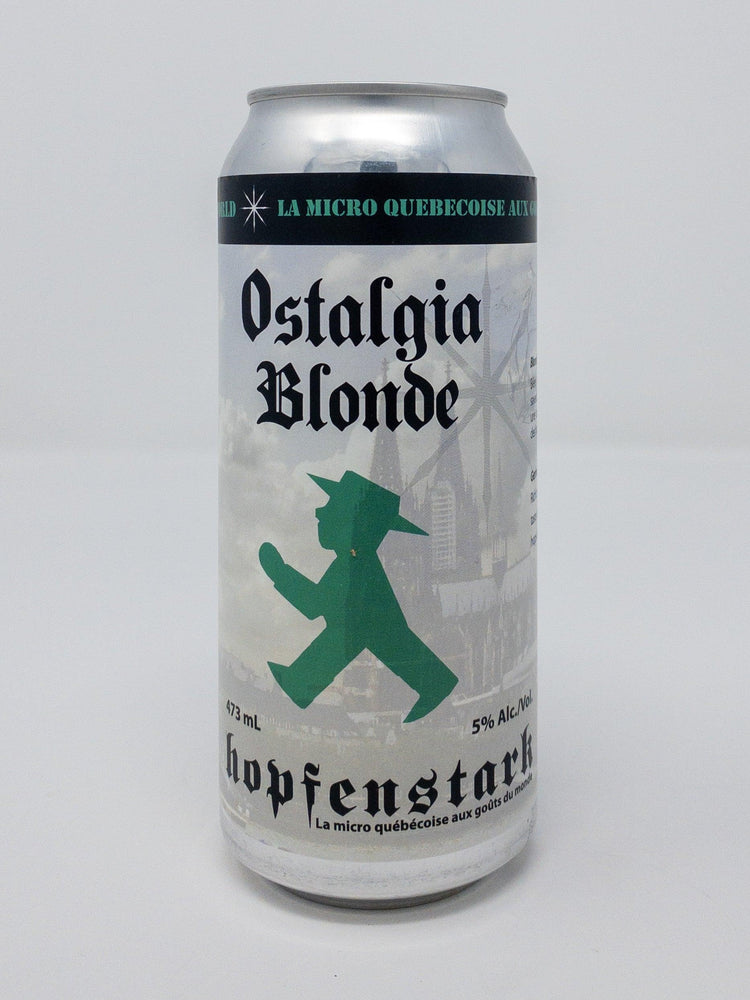 LA MICRO QUEBECOISE AUX
Ostalgia
Blonde
473 mL
5% Alc./Vol.
hopfenstark
La micro québécoise aux goûts du monde